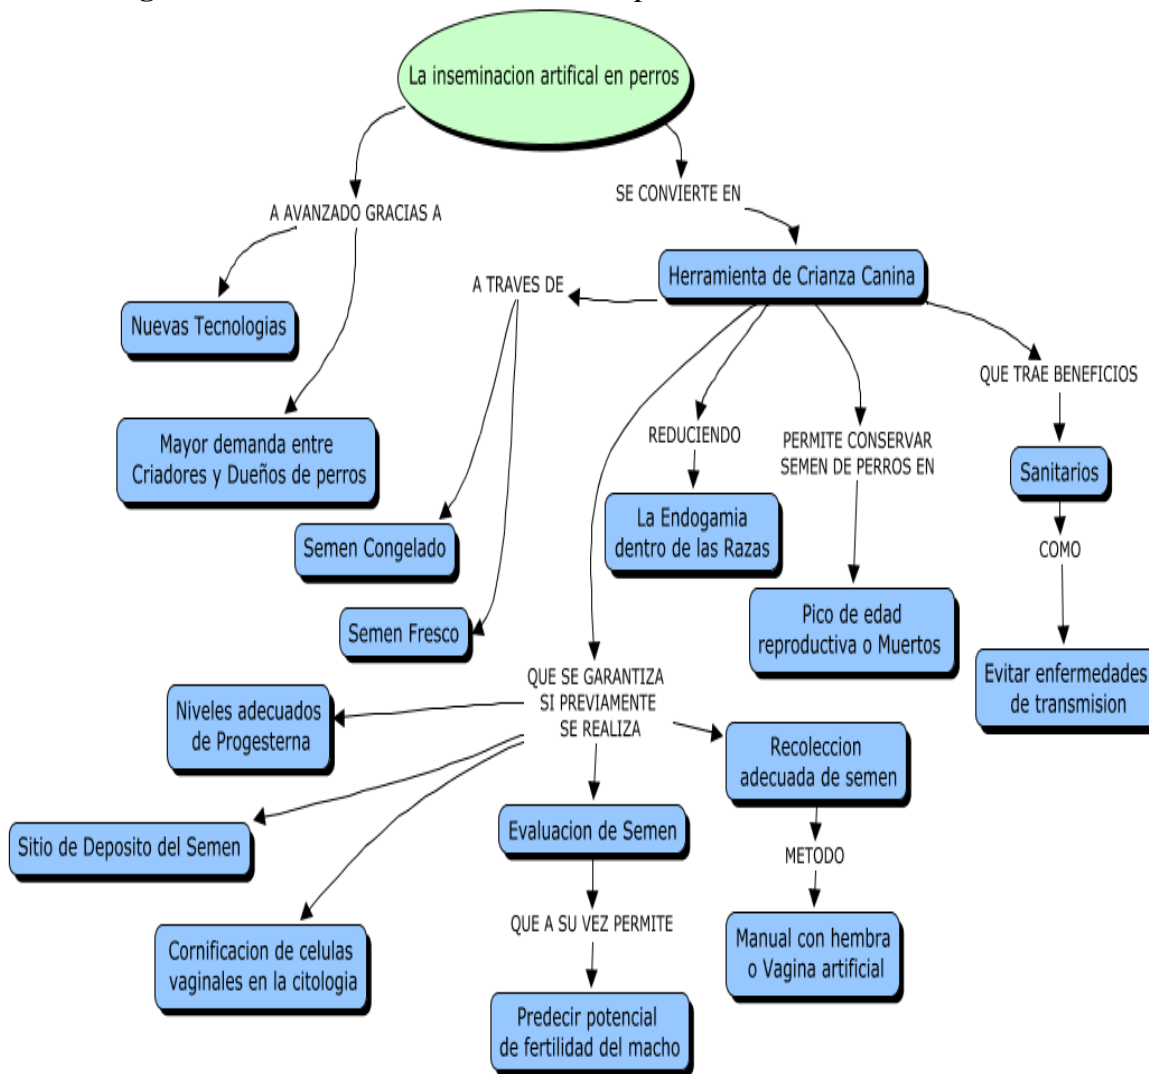 La inseminacion artifical en perros
SE CONVIERTE EN
A AVANZADO GRACIAS A
Herramienta de Crianza Canina
A TRAVES DE
Nuevas Tecnologias
QUE TRAE BENEFICIOS
Mayor demanda entre
Criadores y Dueños de perros
REDUCIENDO
PERMITE CONSERVAR
SEMEN DE PERROS EN
Sanitarios
La Endogamia
dentro de las Razas
Semen Congelado
COMO
Pico de edad
reproductiva o Muertos
Semen Fresco
Evitar enfermedades
de transmision
QUE SE GARANTIZA
SI PREVIAMENTE
SE REALIZA
Niveles adecuados
de Progesterna
Recoleccion
adecuada de semen
Sitio de Deposito del Semen
Evaluacion de Semen
METODO
QUE A SU VEZ PERMITE
Cornificacion de celulas
vaginales en la citologia
Manual con hembra
o Vagina artificial
Predecir potencial
de fertilidad del macho